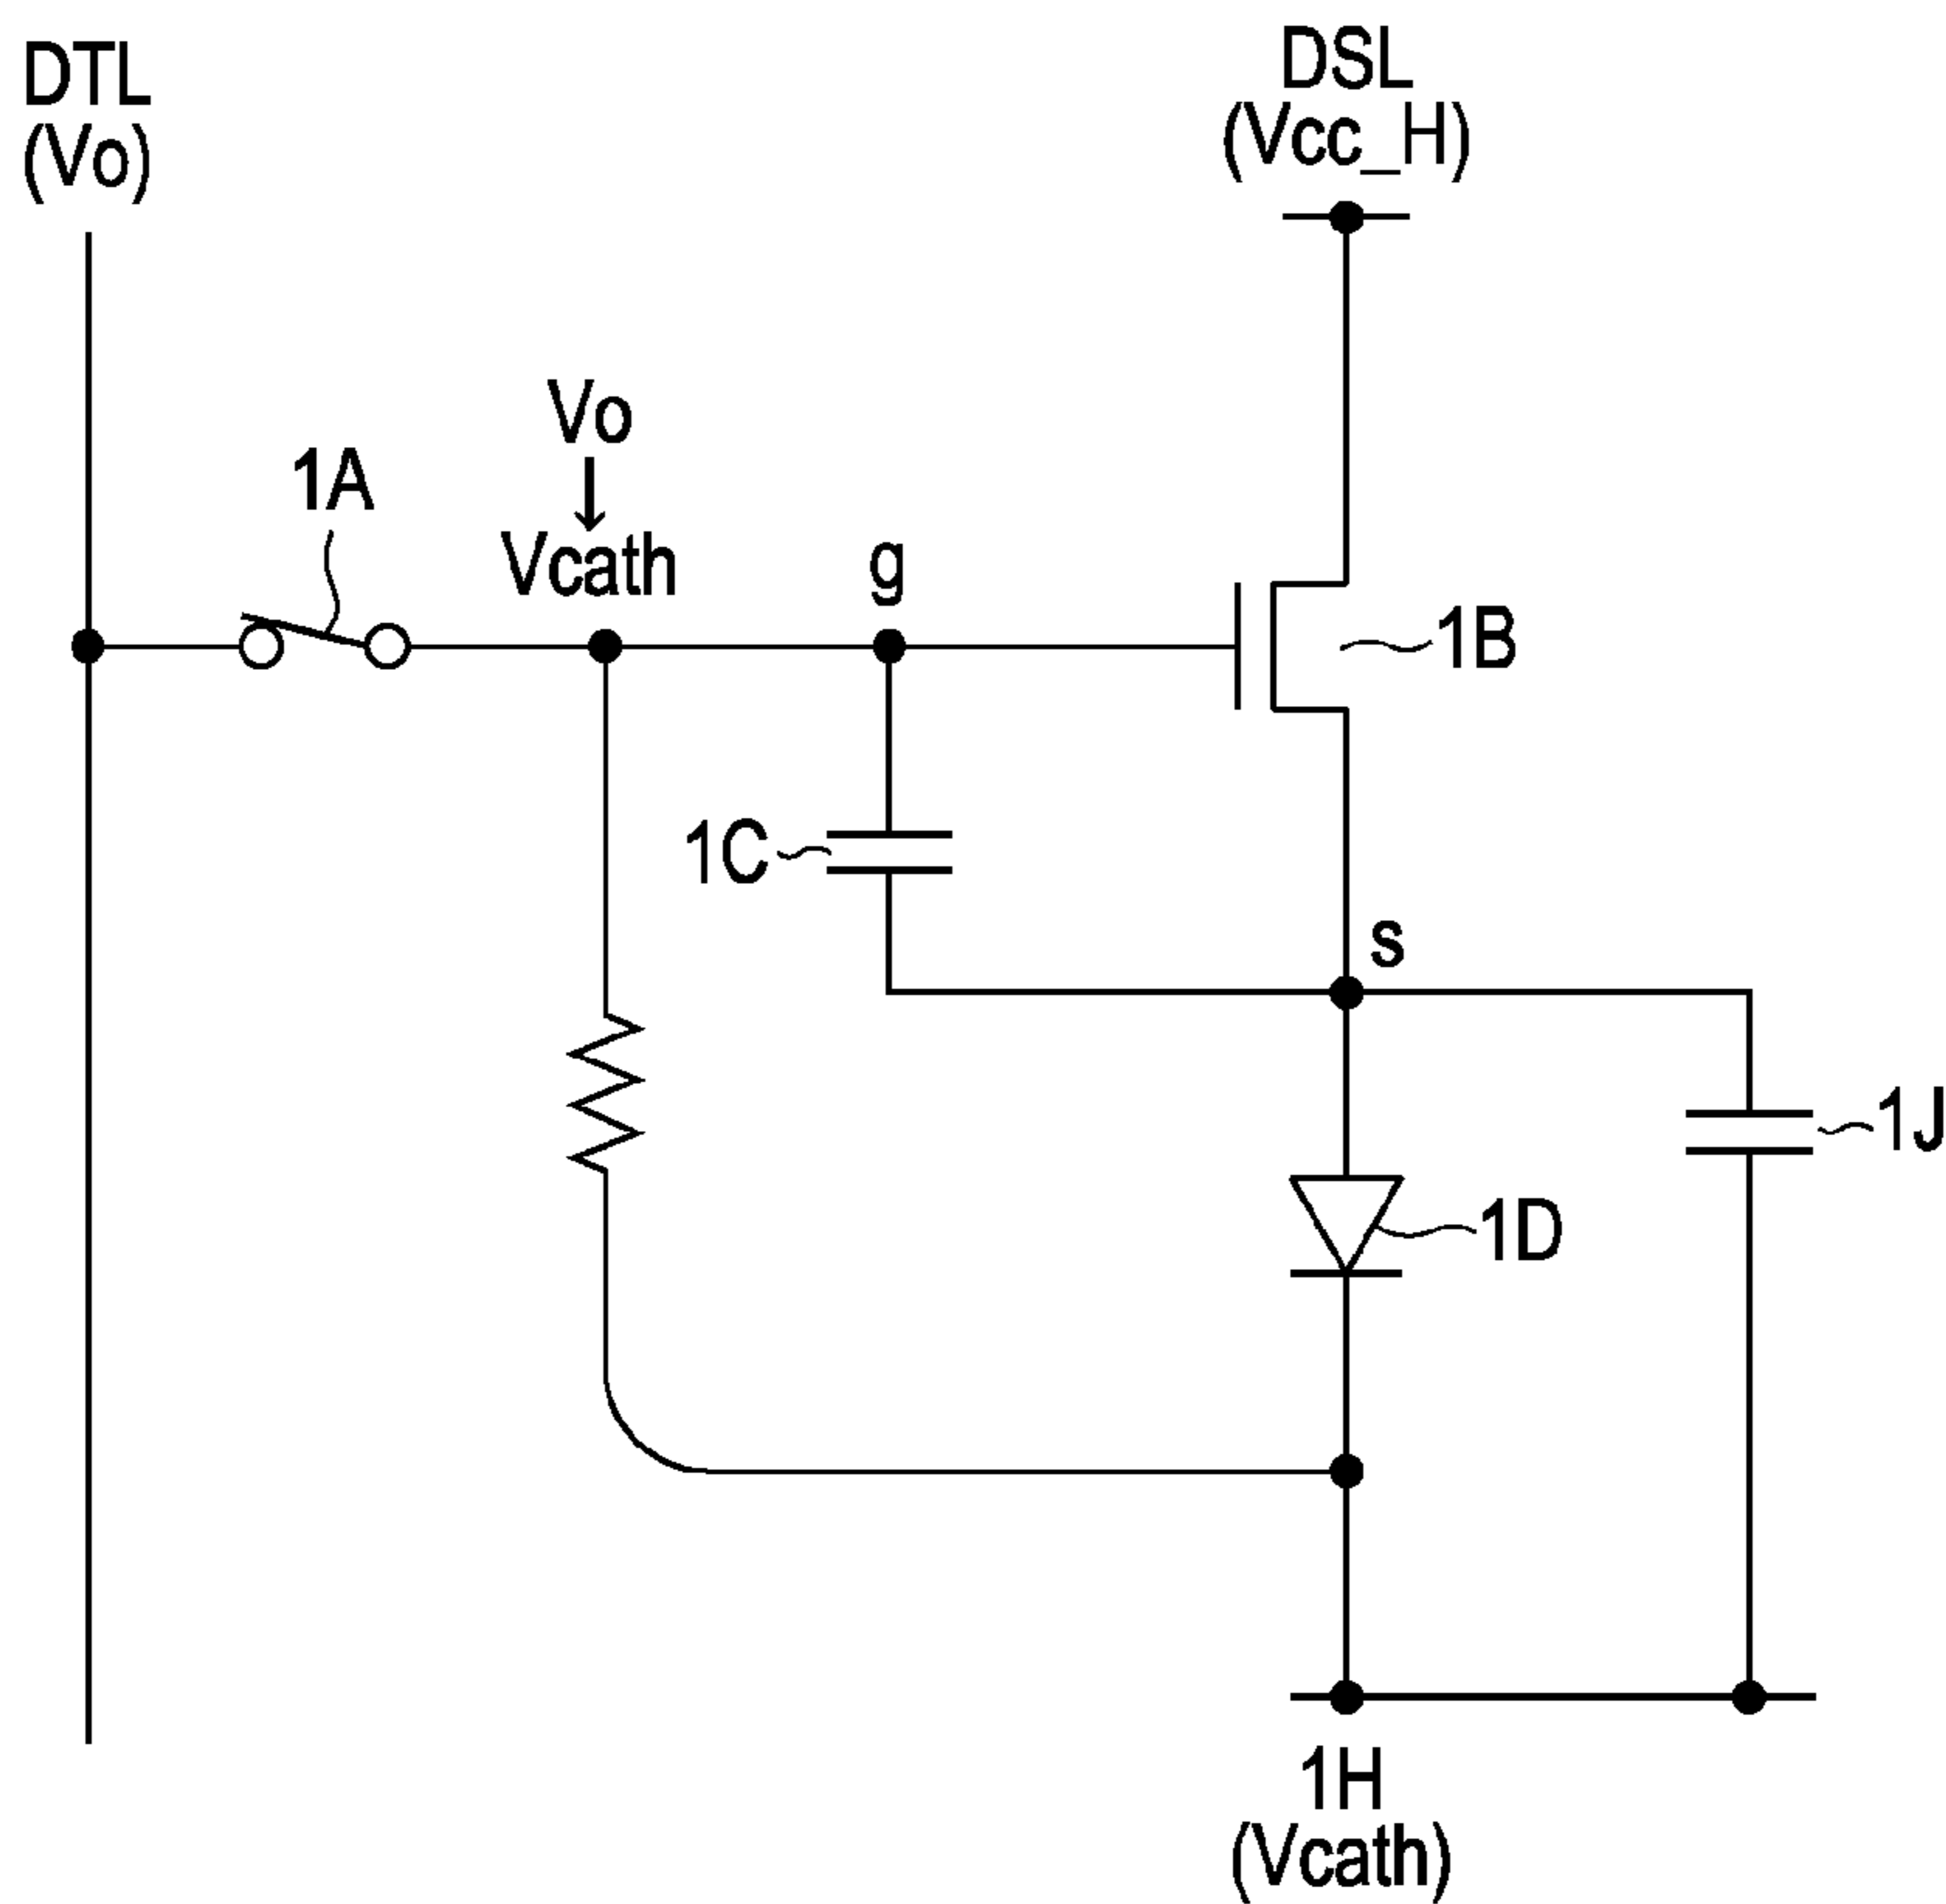 DTL
(Vo)
DSL
(Vcc_H)
Vo
1A
Vcath
g
1B
1C
s
1J
1D
1H
(Vcath)